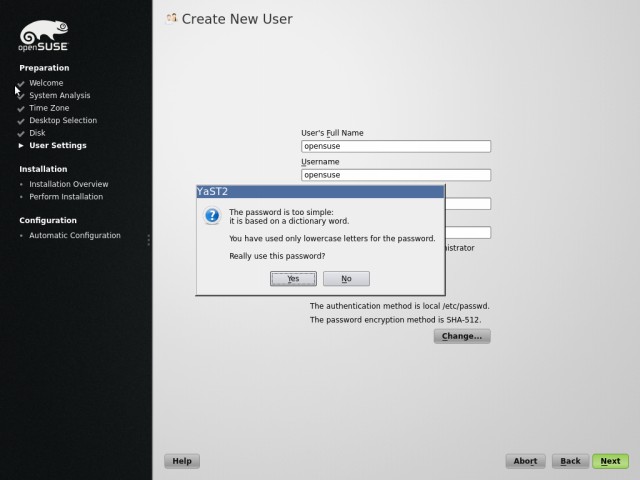 openSUSE
Preparation
Welcome
System Analysis
Time Zone
Desktop Selection
Disk
User Settings
Installation
Installation Overview
Perform Installation
Configuration
Automatic Configuration
Create New User
User's Full Name
opensuse
Username
opensuse
YaST2
The password is too simple:
it is based on a dictionary word.
You have used only lowercase letters for the password.
Really use this password?
Yes
No
The authentication method is local /etc/passwd.
The password encryption method is SHA-512.
Change...
Help
Abort
Back
Next